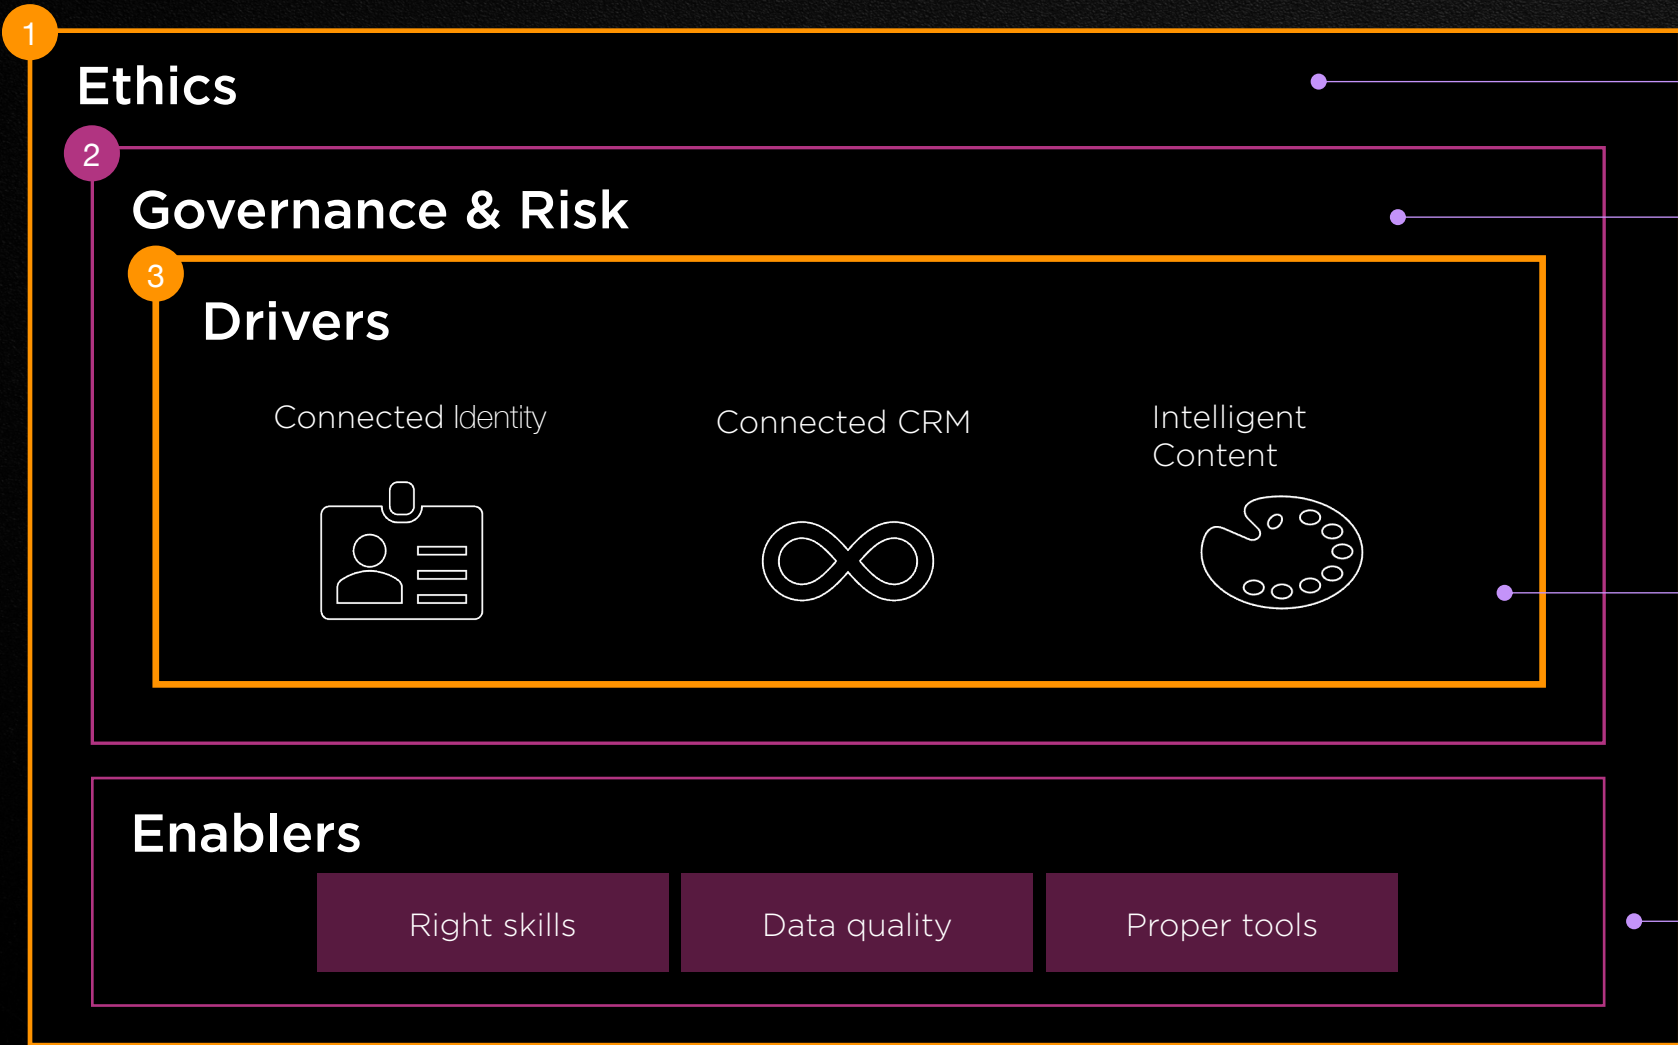 1
Ethics
2
Governance & Risk
3
Drivers
Connected Identity
Connected CRM
Intelligent
Content
Enablers
Right skills
Data quality
Proper tools